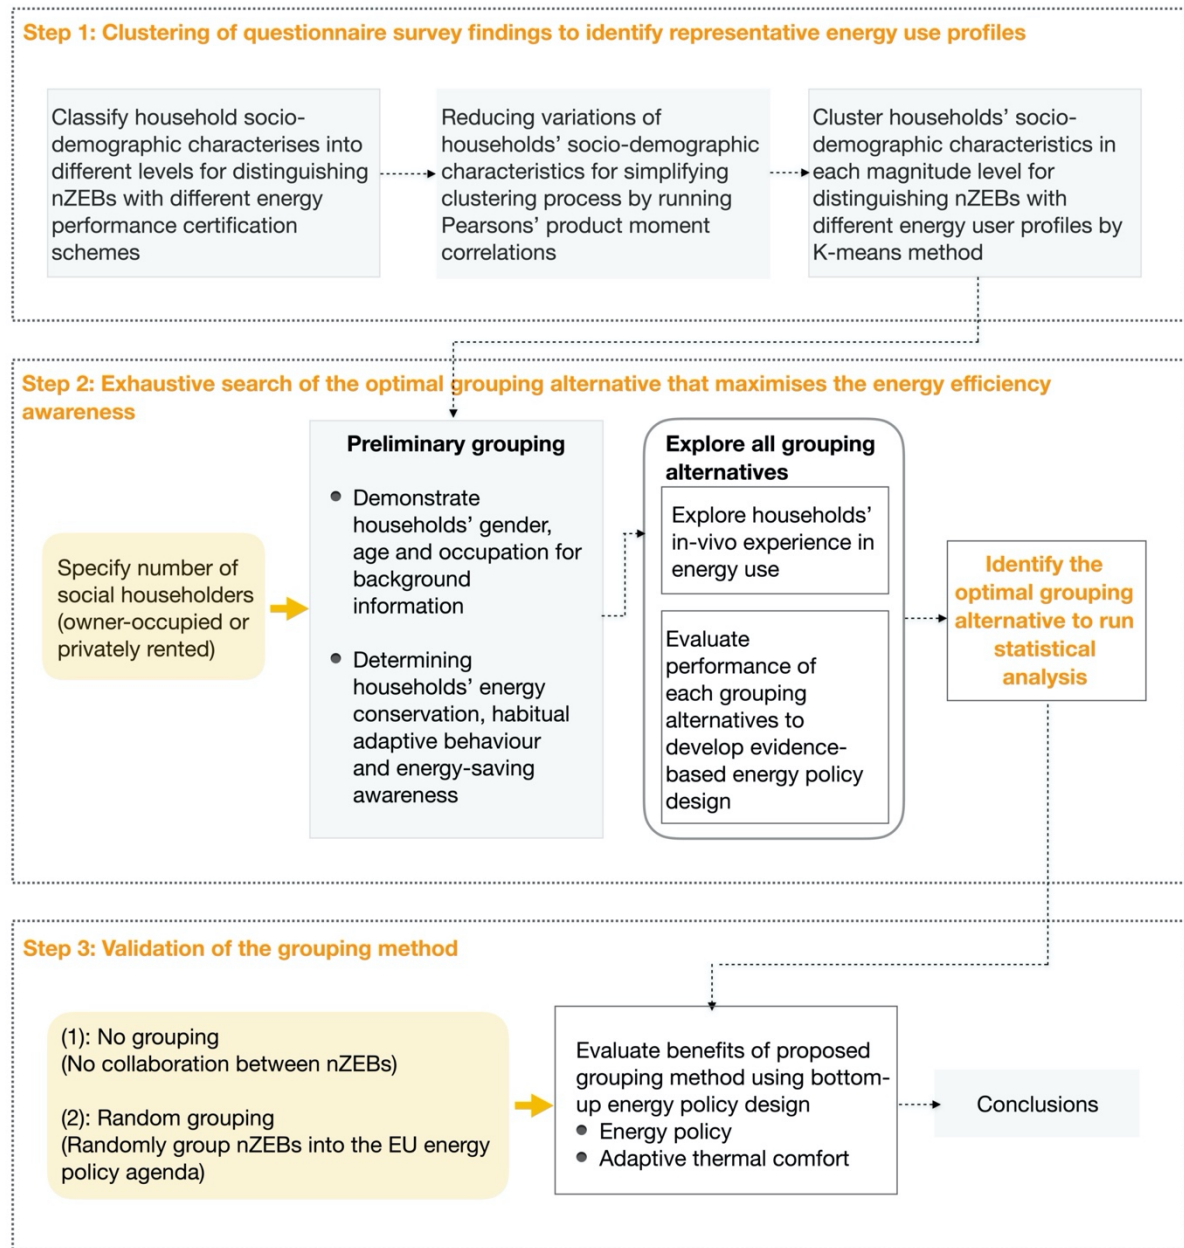 Step 1: Clustering of questionnaire survey findings to identify representative energy use profiles
Classify household socio-
demographic characterises into
different levels for distinguishing
nZEBs with different energy
performance certification
schemes
Reducing variations of
households’ socio-demographic
characteristics for simplifying
clustering process by running
Pearsons’ product moment
correlations
Cluster households’ socio-
demographic characteristics in
each magnitude level for
distinguishing nZEBs with
different energy user profiles by
K-means method
Step 2: Exhaustive search of the optimal grouping alternative that maximises the energy efficiency
awareness
Specify number of
social householders
(owner-occupied or
privately rented)
Preliminary grouping
● Demonstrate
households’ gender,
age and occupation for
background
information
● Determining
households’ energy
conservation, habitual
adaptive behaviour
and energy-saving
awareness
Explore all grouping
alternatives
Explore households’
in-vivo experience in
energy use
Evaluate
performance of
each grouping
alternatives to
develop evidence-
based energy policy
design
Identify the
optimal grouping
alternative to run
statistical
analysis
Step 3: Validation of the grouping method
(1): No grouping
(No collaboration between nZEBs)
(2): Random grouping
(Randomly group nZEBs into the EU energy
policy agenda)
Evaluate benefits of proposed
grouping method using bottom-
up energy policy design
● Energy policy
● Adaptive thermal comfort
Conclusions